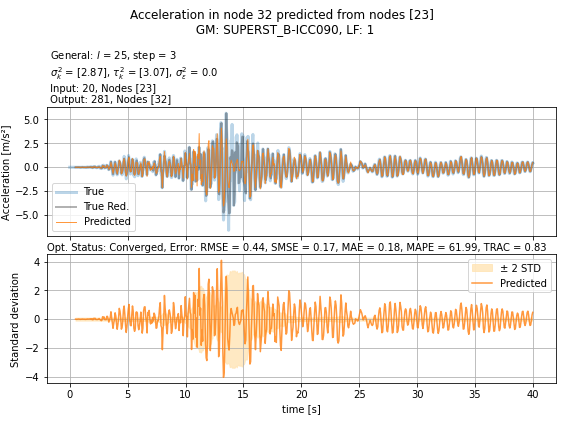 Acceleration in node 32 predicted from nodes [23]
GM: SUPERST_B-ICC090, LF: 1
General: l = 25, step = 3
σ²ₖ = [2.87], τ²ₖ = [3.07], σ²ε = 0.0
Input: 20, Nodes [23]
Output: 281, Nodes [32]
Acceleration [m/s²]
5.0
2.5
0.0
−2.5
−5.0
True
True Red.
Predicted
Opt. Status: Converged, Error: RMSE = 0.44, SMSE = 0.17, MAE = 0.18, MAPE = 61.99, TRAC = 0.83
Standard deviation
4
2
0
−2
−4
± 2 STD
Predicted
0 5 10 15 20 25 30 35 40
time [s]